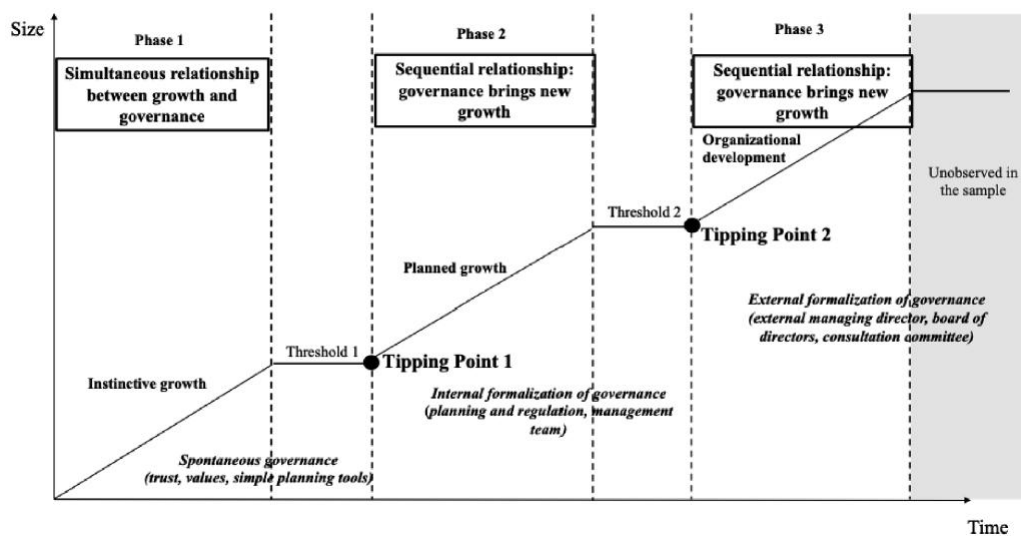 Size
Phase 1
Phase 2
Phase 3
Simultaneous relationship
between growth and
governance
Sequential relationship:
governance brings new
growth
Sequential relationship:
governance brings new
growth
Organizational
development
Unobserved in
the sample
Threshold 2
Tipping Point 2
Planned growth
External formalization of governance
(external managing director, board of
directors, consultation committee)
Threshold 1
Tipping Point 1
Instinctive growth
Internal formalization of governance
(planning and regulation, management
team)
Spontaneous governance
(trust, values, simple planning tools)
Time